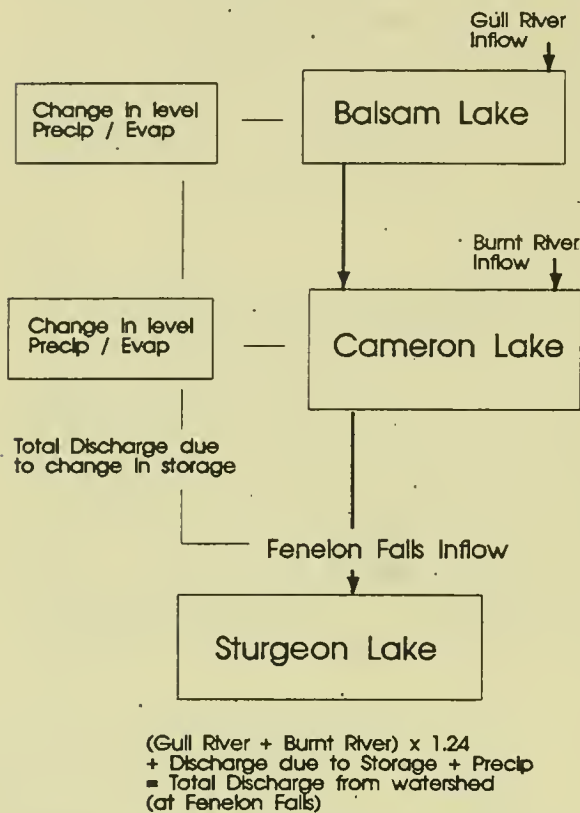 Gull River
Inflow
Change in level
Precip / Evap
Balsam Lake
Burnt River
Inflow
Change in level
Precip / Evap
Cameron Lake
Total Discharge due
to change in storage
Fenelon Falls Inflow
Sturgeon Lake
(Gull River + Burnt River) x 1.24
+ Discharge due to Storage + Precip
= Total Discharge from watershed
(at Fenelon Falls)